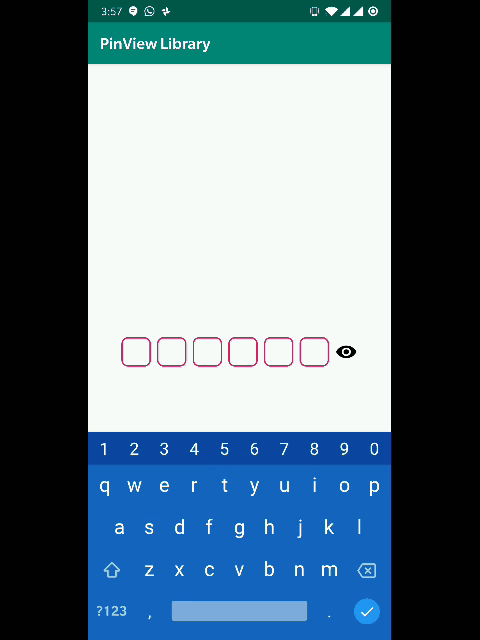 3:57
PinView Library
1 2 3 4 5 6 7 8 9 0
q w e r t y u i o p
a s d f g h j k l
z x c v b n m
?123 , .